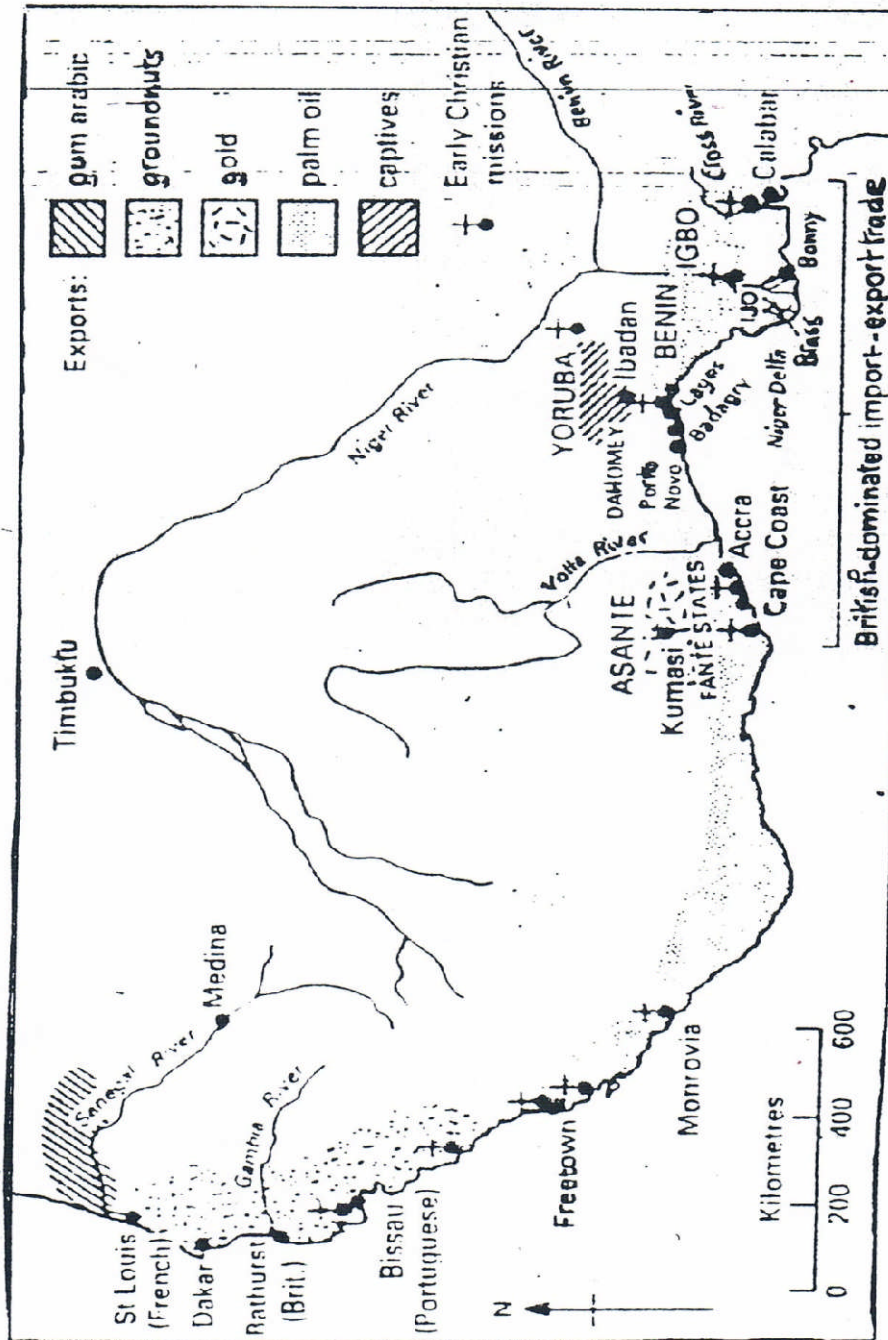 Exports:
gum arabic
groundnuts
gold
palm oil
captives
Early Christian
missions
Timbuktu
Niger River
Benin River
Senegal River
Medina
Gambia River
St Louis
(French)
Dakar
Bathurst
(Brit.)
Bissau
(Portuguese)
Freetown
Monrovia
Volta River
ASANTE
Kumasi
FANTE STATES
Accra
Cape Coast
YORUBA
DAHOMEY
Ibadan
Porto
Novo
Lagos
Badagry
BENIN
IGBO
IJO
Niger Delta
Brass
Bonny
Cross River
Calabar
British-dominated import-export trade
N
Kilometres
0 200 400 600